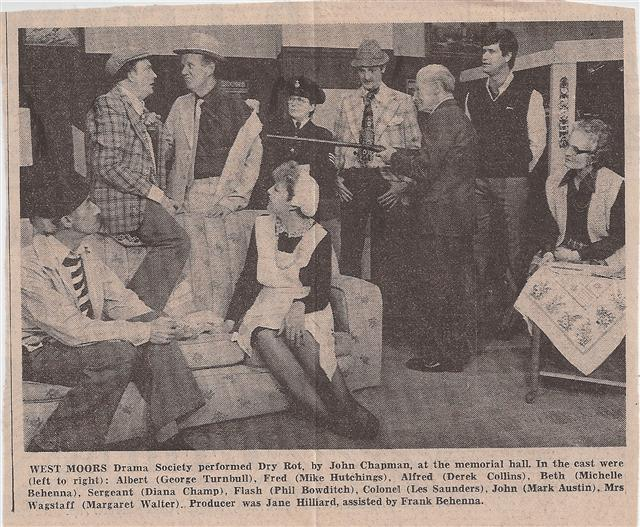 WEST MOORS Drama Society performed Dry Rot, by John Chapman, at the memorial hall. In the cast were
(left to right): Albert (George Turnbull), Fred (Mike Hutchings), Alfred (Derek Collins), Beth (Michelle
Behenna), Sergeant (Diana Champ), Flash (Phil Bowditch), Colonel (Les Saunders), John (Mark Austin), Mrs
Wagstaff (Margaret Walter). Producer was Jane Hilliard, assisted by Frank Behenna.